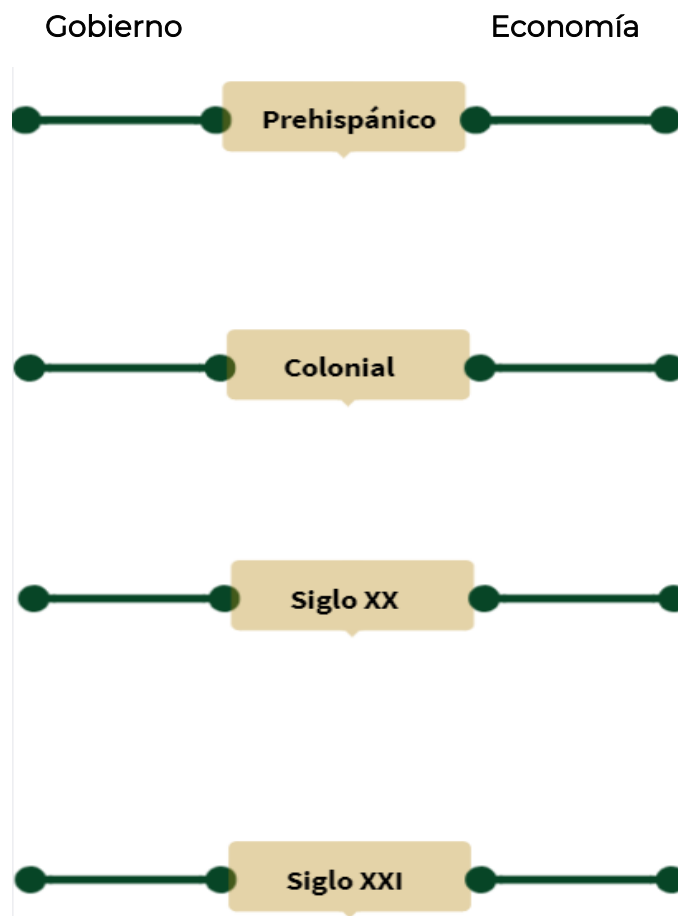 Gobierno
Economía
Prehispánico
Colonial
Siglo XX
Siglo XXI